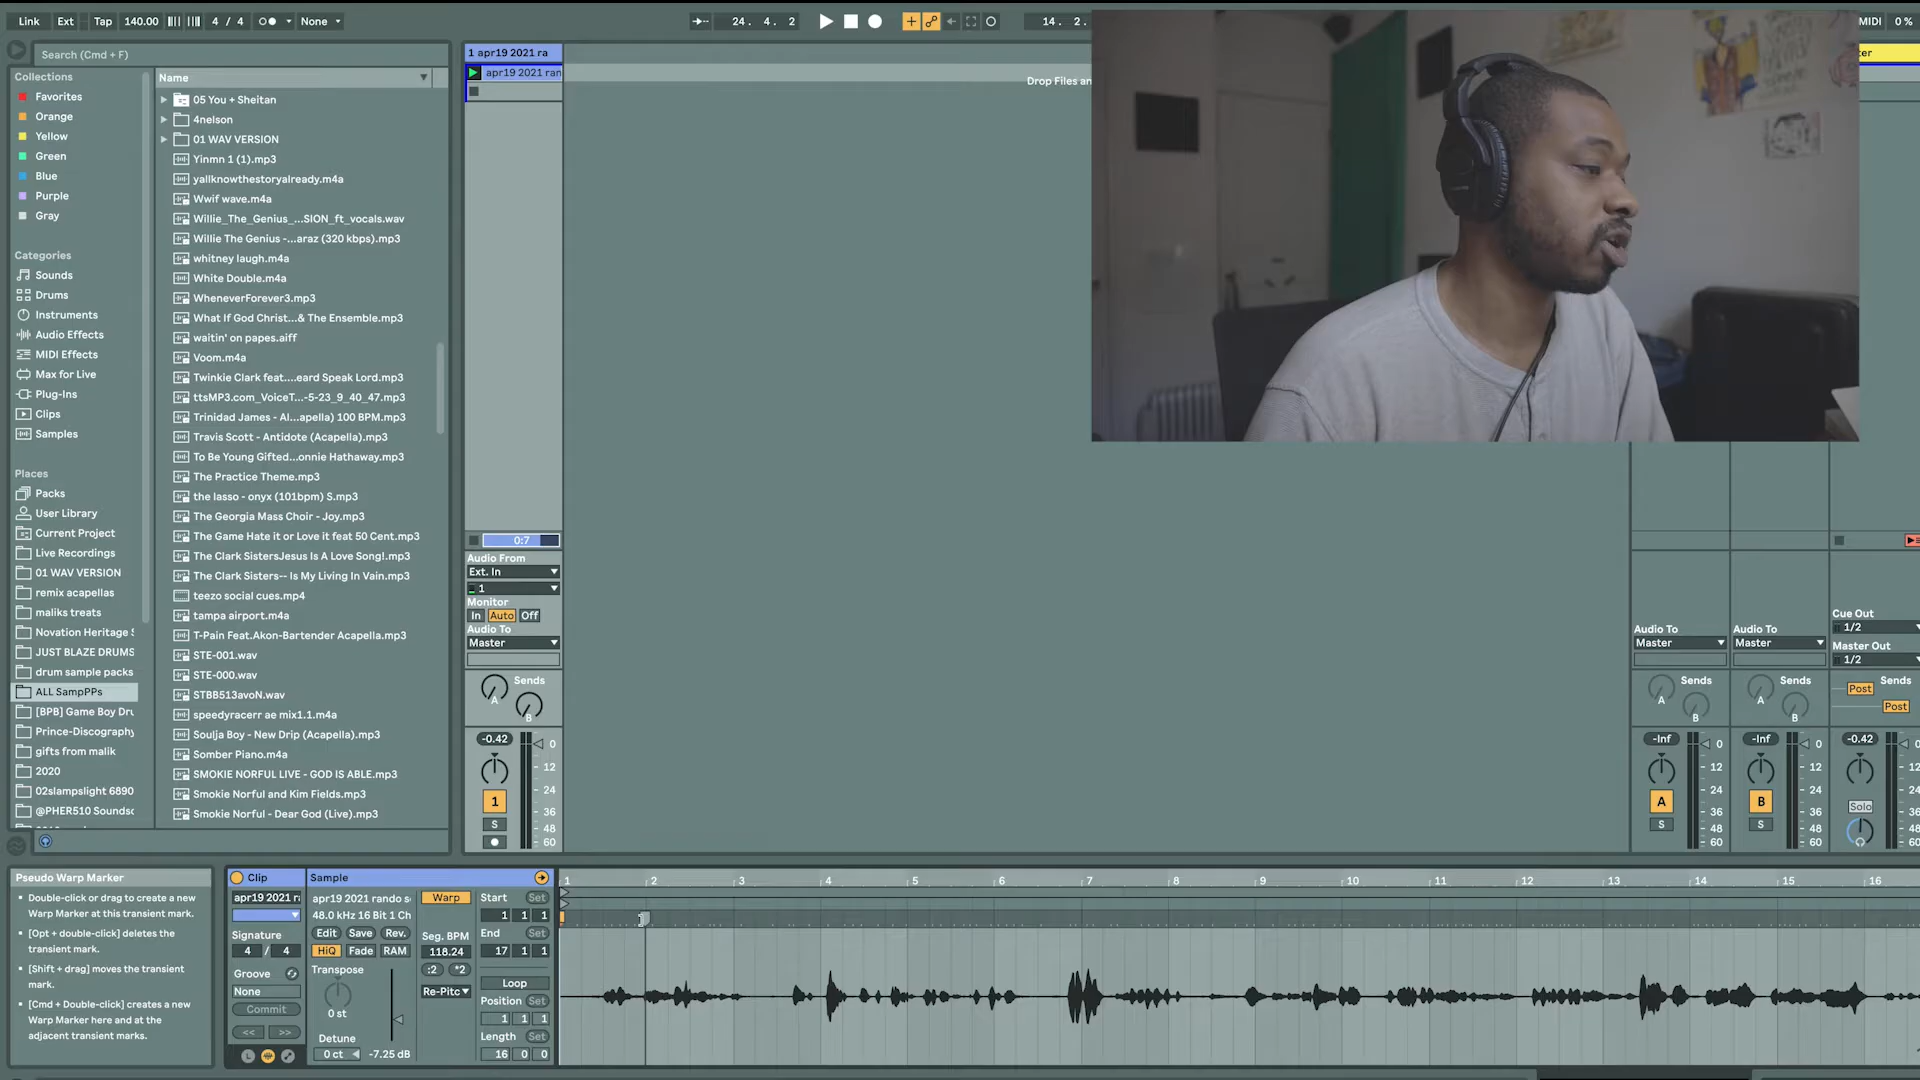 Link Ext Tap 140.00 4 / 4 None 24. 4. 2 14. 2. MIDI 0 %
Search (Cmd + F)
Collections
Favorites
Orange
Yellow
Green
Blue
Purple
Gray
Categories
Sounds
Drums
Instruments
Audio Effects
MIDI Effects
Max for Live
Plug-Ins
Clips
Samples
Places
Packs
User Library
Current Project
Live Recordings
01 WAV VERSION
remix acapellas
maliks treats
Novation Heritage S
JUST BLAZE DRUMS
drum sample packs
ALL SampPPs
[BPB] Game Boy Dru
Prince-Discography
gifts from malik
2020
02slampslight 6890
@PHER510 Soundsc
Name
05 You + Sheitan
4nelson
01 WAV VERSION
Yinmn 1 (1).mp3
yallknowthestoryalready.m4a
Wwif wave.m4a
Willie_The_Genius_...SION_ft_vocals.wav
Willie The Genius -...araz (320 kbps).mp3
whitney laugh.m4a
White Double.m4a
WheneverForever3.mp3
What If God Christ...& The Ensemble.mp3
waitin' on papes.aiff
Voom.m4a
Twinkie Clark feat....eard Speak Lord.mp3
ttsMP3.com_VoiceT...-5-23_9_40_47.mp3
Trinidad James - Al...apella) 100 BPM.mp3
Travis Scott - Antidote (Acapella).mp3
To Be Young Gifted...onnie Hathaway.mp3
The Practice Theme.mp3
the lasso - onyx (101bpm) S.mp3
The Georgia Mass Choir - Joy.mp3
The Game Hate it or Love it feat 50 Cent.mp3
The Clark SistersJesus Is A Love Song!.mp3
The Clark Sisters-- Is My Living In Vain.mp3
teezo social cues.mp4
tampa airport.m4a
T-Pain Feat.Akon-Bartender Acapella.mp3
STE-001.wav
STE-000.wav
STBB513avoN.wav
speedyracerr ae mix1.1.m4a
Soulja Boy - New Drip (Acapella).mp3
Somber Piano.m4a
SMOKIE NORFUL LIVE - GOD IS ABLE.mp3
Smokie Norful and Kim Fields.mp3
Smokie Norful - Dear God (Live).mp3
1 apr19 2021 ra
apr19 2021 ran
Drop Files an
ter
0:7
Audio From
Ext. In
1
Monitor
In Auto Off
Audio To
Master
Sends
A
B
-0.42
0
12
24
36
48
60
1
S
Audio To
Master
Sends
A
B
-Inf
0
12
24
36
48
60
A
S
Audio To
Master
Sends
A
B
-Inf
0
12
24
36
48
60
B
S
Cue Out
1/2
Master Out
1/2
Sends
Post
Post
-0.42
0
12
24
36
48
60
Solo
Pseudo Warp Marker
Double-click or drag to create a new
Warp Marker at this transient mark.
[Opt + double-click] deletes the
transient mark.
[Shift + drag] moves the transient
mark.
[Cmd + Double-click] creates a new
Warp Marker here and at the
adjacent transient marks.
Clip
apr19 2021 r
Signature
4 / 4
Groove
None
Commit
<< >>
L
Sample
apr19 2021 rando s
48.0 kHz 16 Bit 1 Ch
Edit Save Rev.
HiQ Fade RAM
Transpose
0 st
Detune
0 ct -7.25 dB
Warp
Seg. BPM
118.24
:2 *2
Re-Pitc
Start Set
1 1 1
End Set
17 1 1
Loop
Position Set
1 1 1
Length Set
16 0 0
1 2 3 4 5 6 7 8 9 10 11 12 13 14 15 16